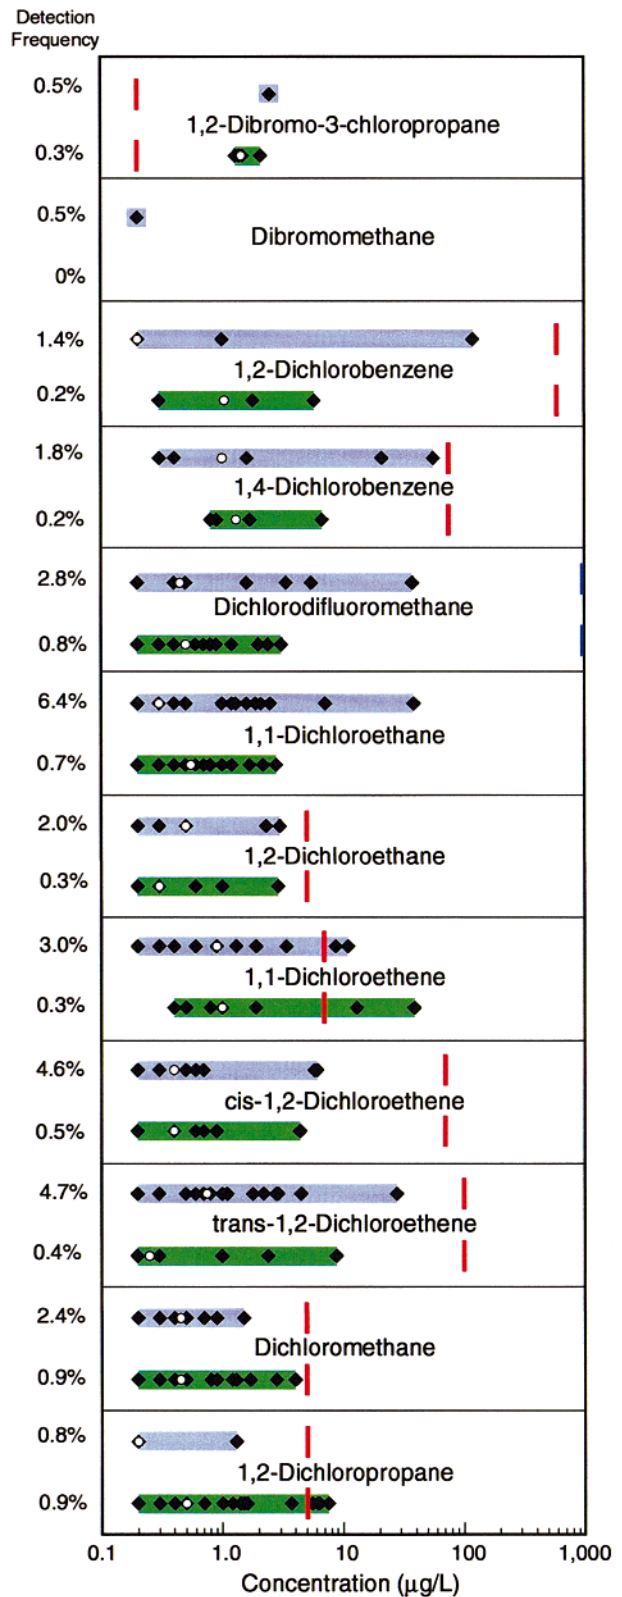 Detection
Frequency
0.5%
1,2-Dibromo-3-chloropropane
0.3%
0.5%
Dibromomethane
0%
1.4%
1,2-Dichlorobenzene
0.2%
1.8%
1,4-Dichlorobenzene
0.2%
2.8%
Dichlorodifluoromethane
0.8%
6.4%
1,1-Dichloroethane
0.7%
2.0%
1,2-Dichloroethane
0.3%
3.0%
1,1-Dichloroethene
0.3%
4.6%
cis-1,2-Dichloroethene
0.5%
4.7%
trans-1,2-Dichloroethene
0.4%
2.4%
Dichloromethane
0.9%
0.8%
1,2-Dichloropropane
0.9%
0.1 1.0 10 100 1,000
Concentration (µg/L)